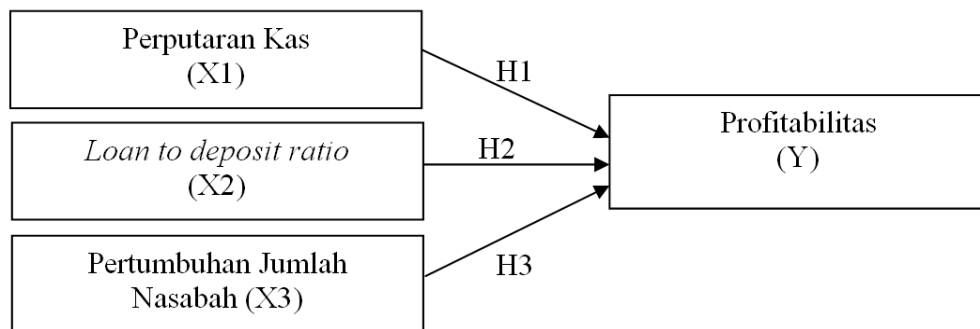 Perputaran Kas
(X1)
H1
Loan to deposit ratio
(X2)
H2
Profitabilitas
(Y)
Pertumbuhan Jumlah
Nasabah (X3)
H3